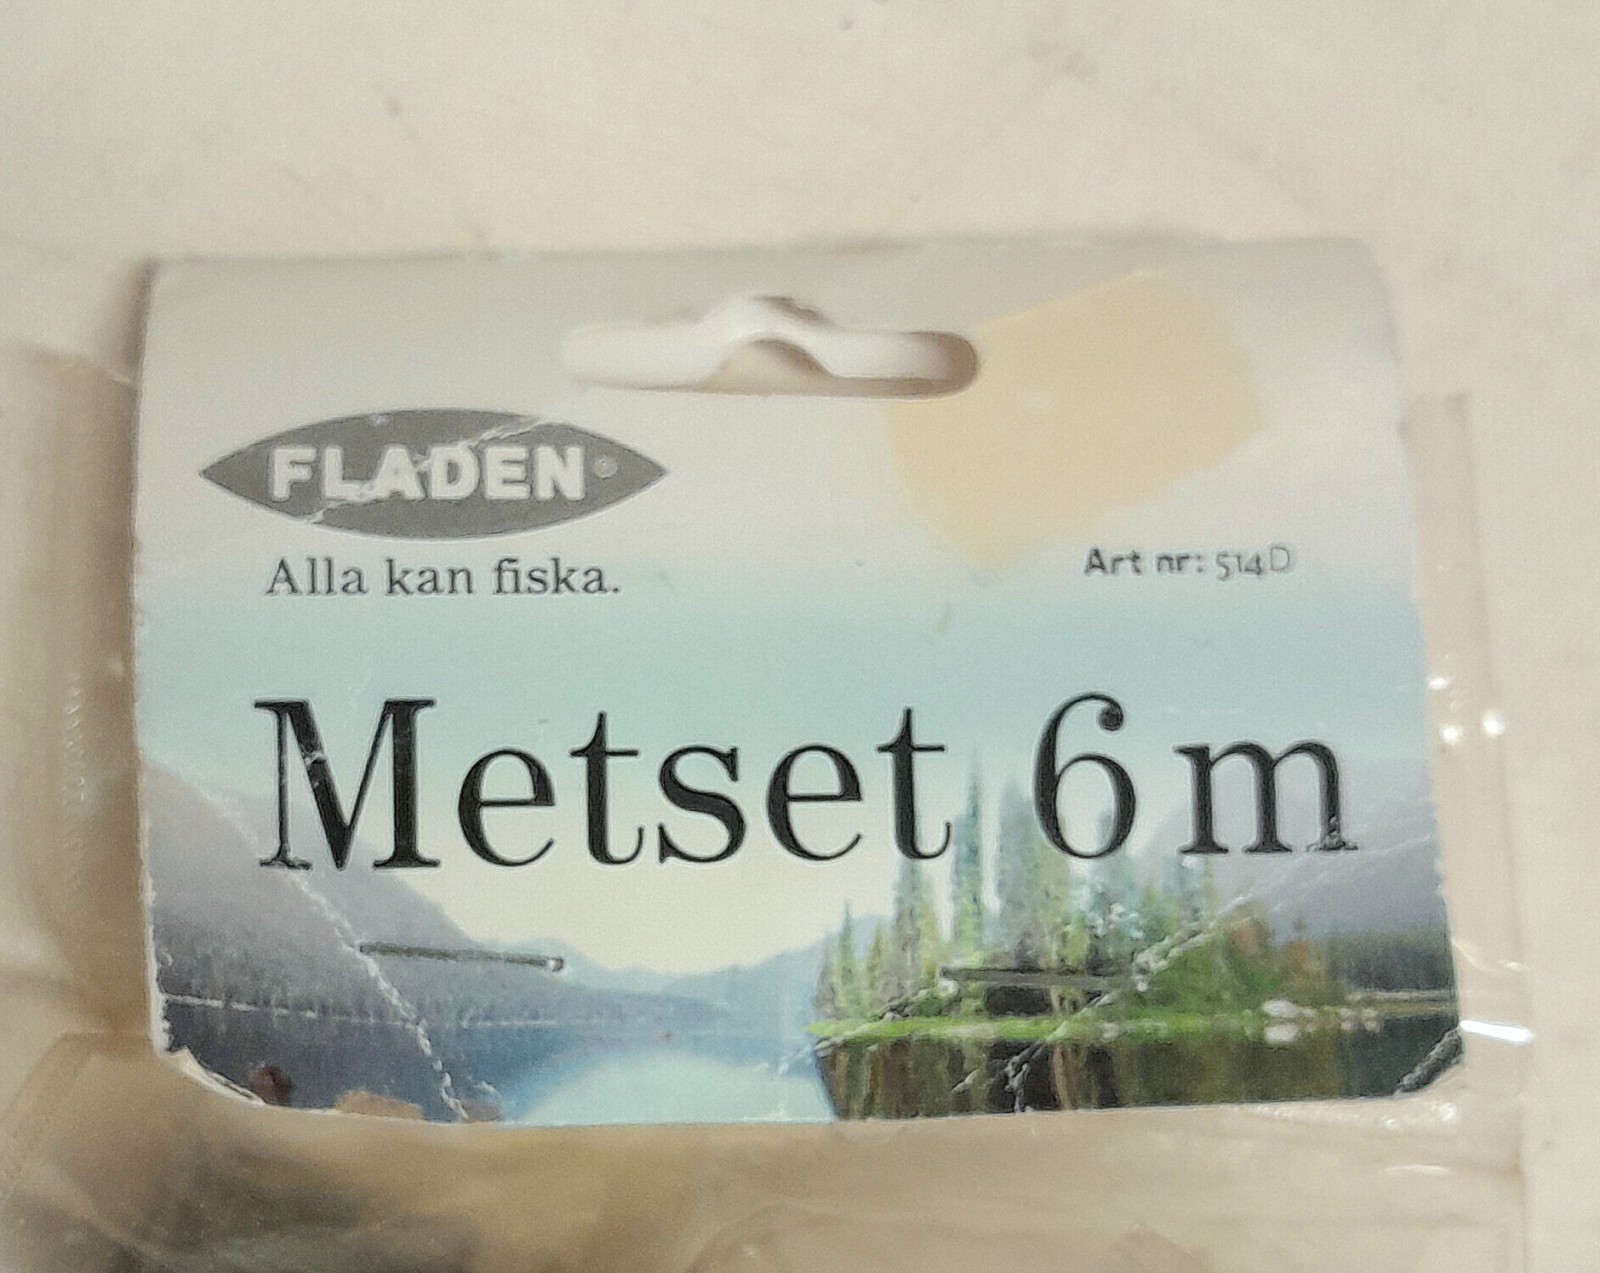 FLADEN®
Alla kan fiska.
Art nr: 514D
Metset 6 m